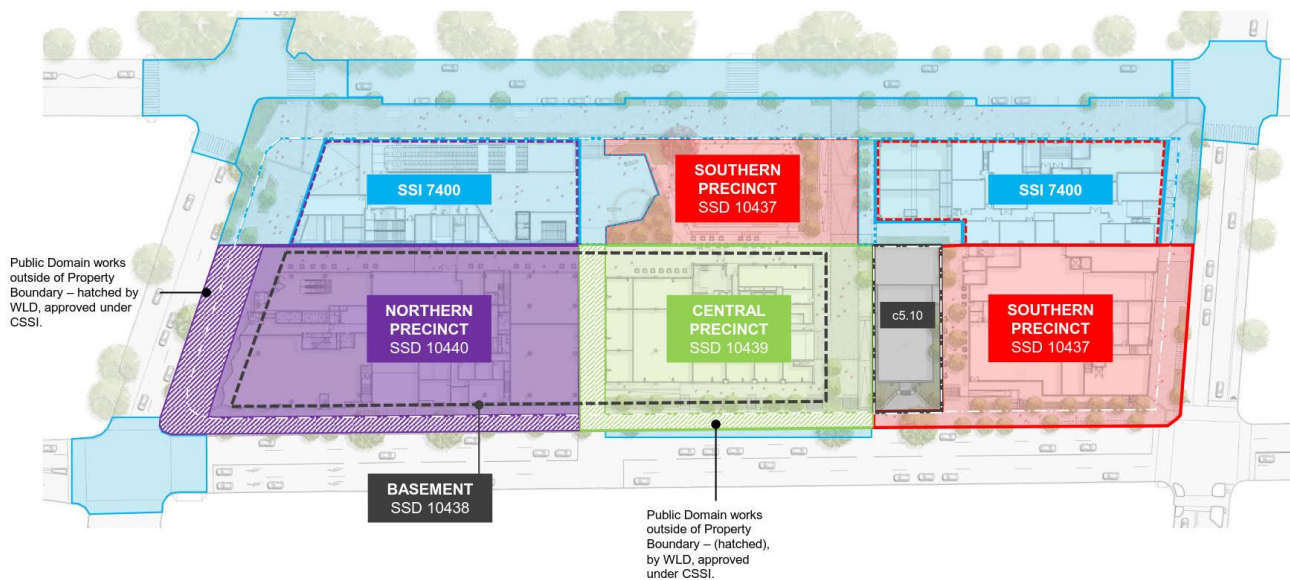 SSI 7400
SOUTHERN
PRECINCT
SSD 10437
SSI 7400
Public Domain works
outside of Property
Boundary – hatched by
WLD, approved under
CSSI.
NORTHERN
PRECINCT
SSD 10440
CENTRAL
PRECINCT
SSD 10439
c5.10
SOUTHERN
PRECINCT
SSD 10437
BASEMENT
SSD 10438
Public Domain works
outside of Property
Boundary – (hatched),
by WLD, approved
under CSSI.